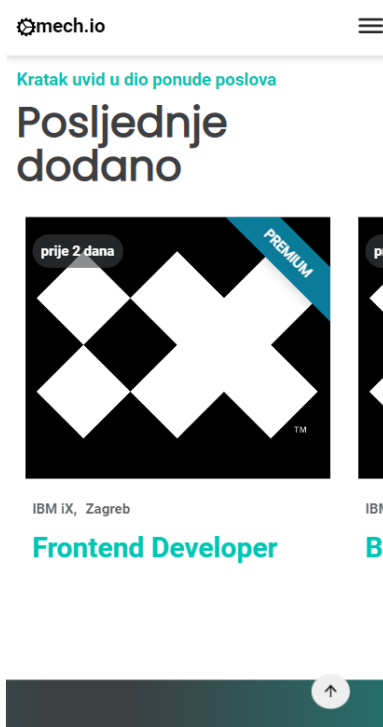 mech.io
Kratak uvid u dio ponude poslova
Posljednje
dodano
prije 2 dana
PREMIUM
TM
IBM iX, Zagreb
Frontend Developer